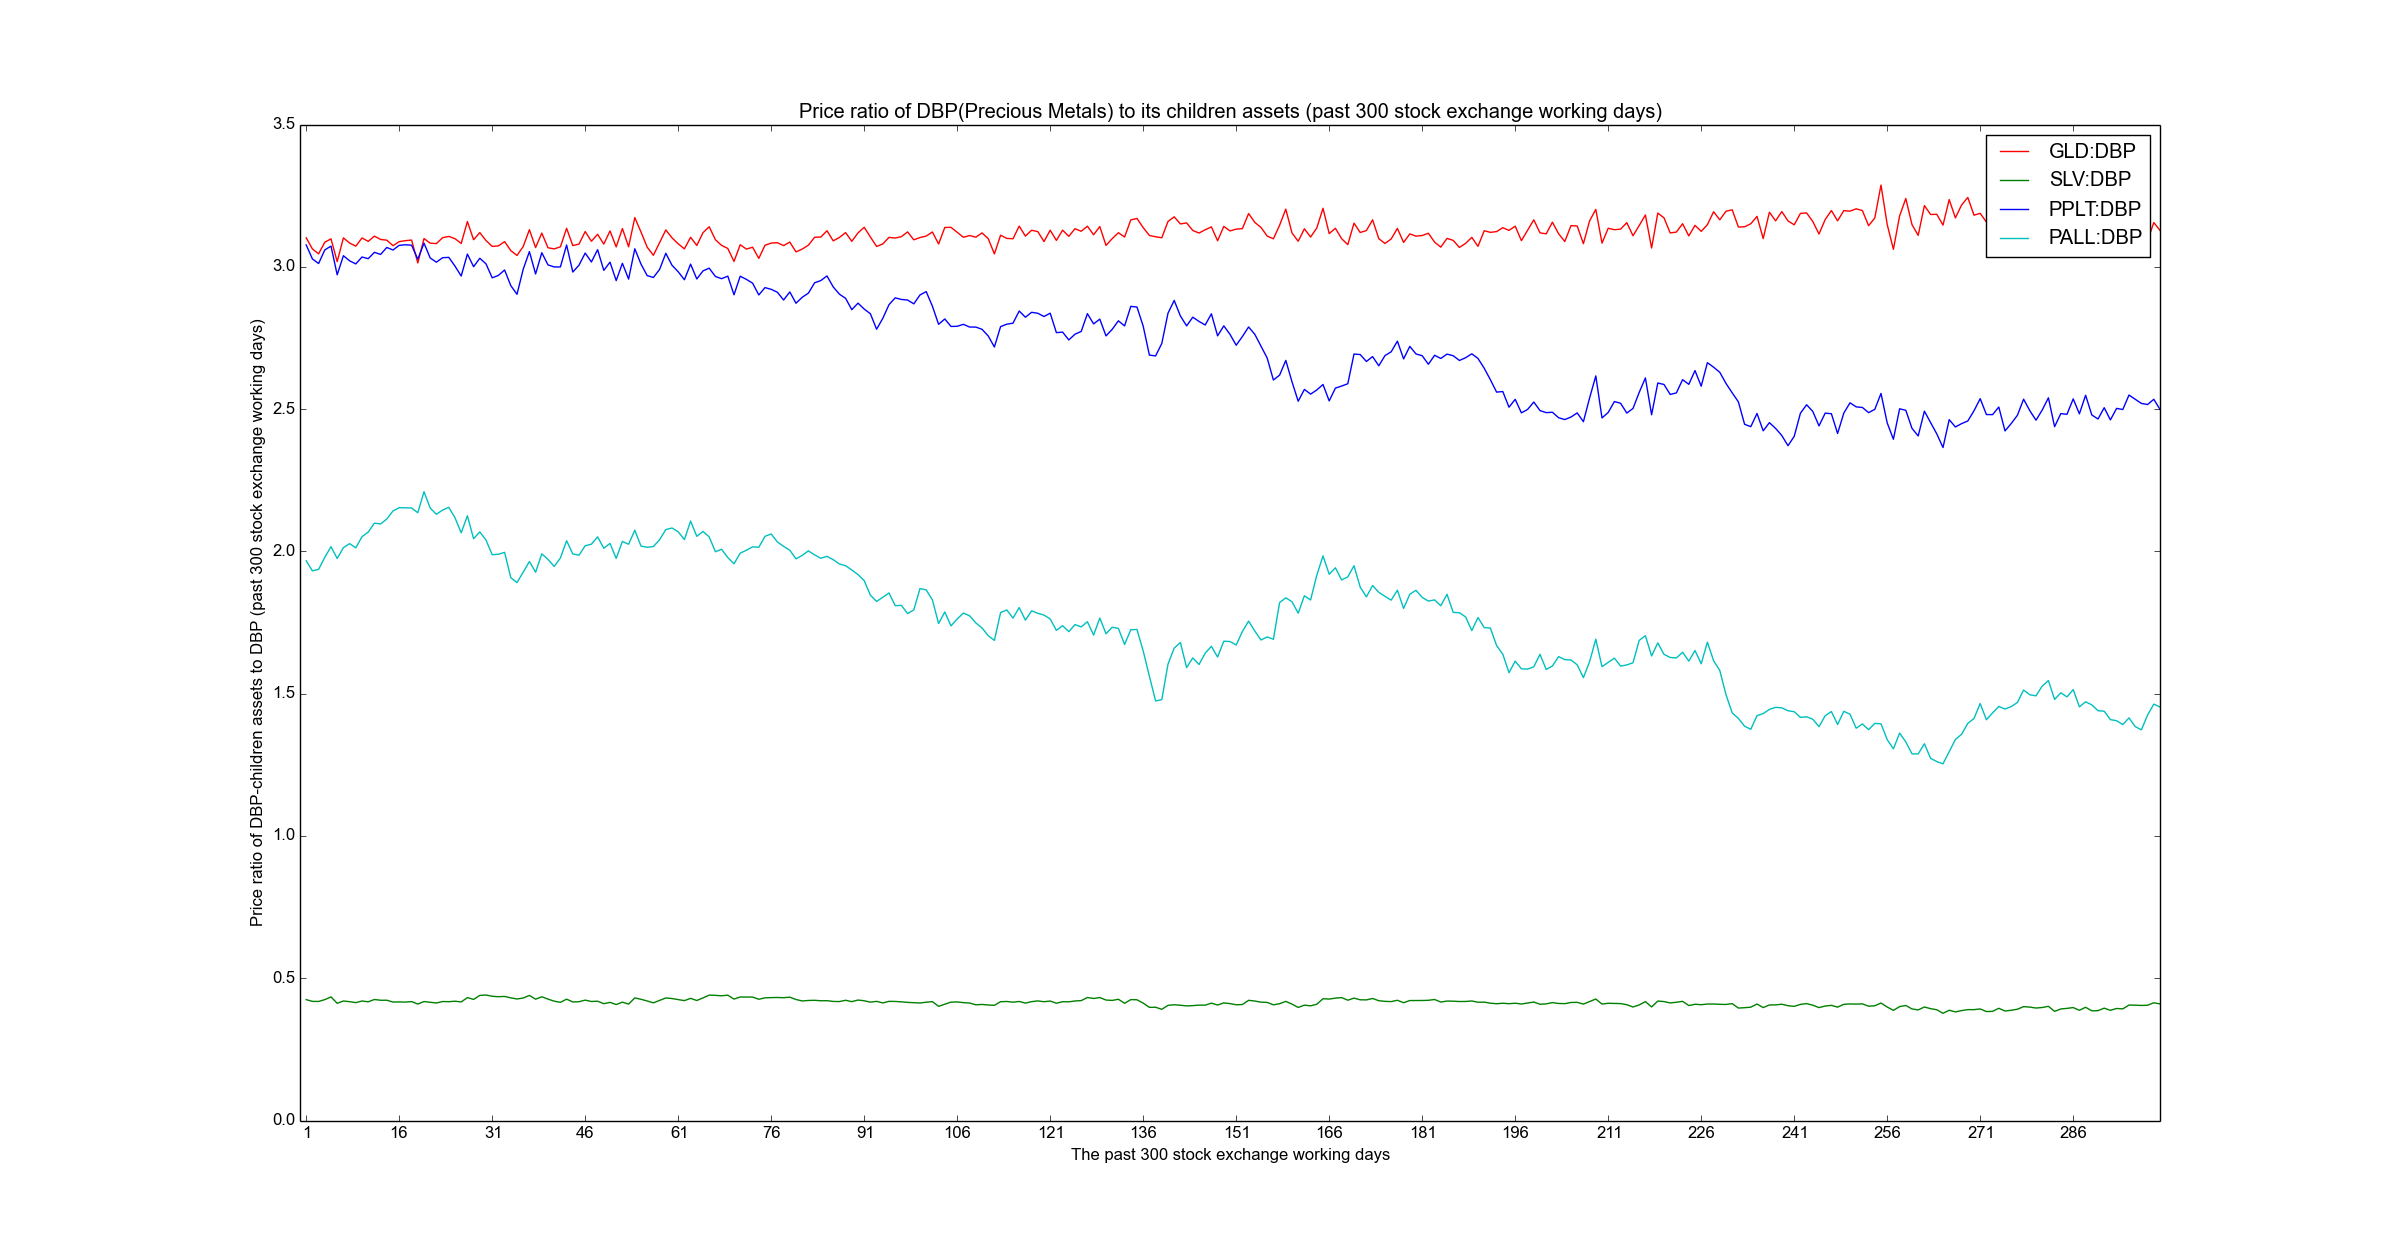 Price ratio of DBP(Precious Metals) to its children assets (past 300 stock exchange working days)
3.5
3.0
2.5
2.0
1.5
1.0
0.5
0.0
Price ratio of DBP-children assets to DBP (past 300 stock exchange working days)
GLD:DBP
SLV:DBP
PPLT:DBP
PALL:DBP
1 16 31 46 61 76 91 106 121 136 151 166 181 196 211 226 241 256 271 286
The past 300 stock exchange working days